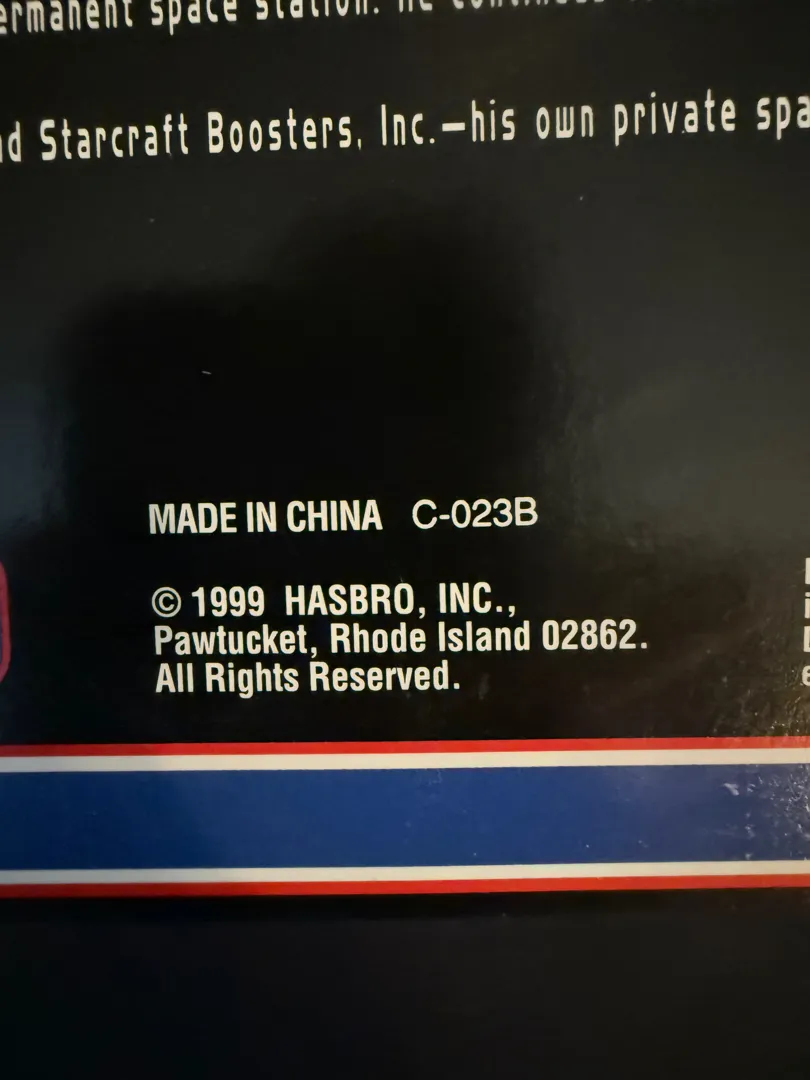 ermanent space station. He
nd Starcraft Boosters, Inc.—his own private spa
MADE IN CHINA C-023B
© 1999 HASBRO, INC.,
Pawtucket, Rhode Island 02862.
All Rights Reserved.